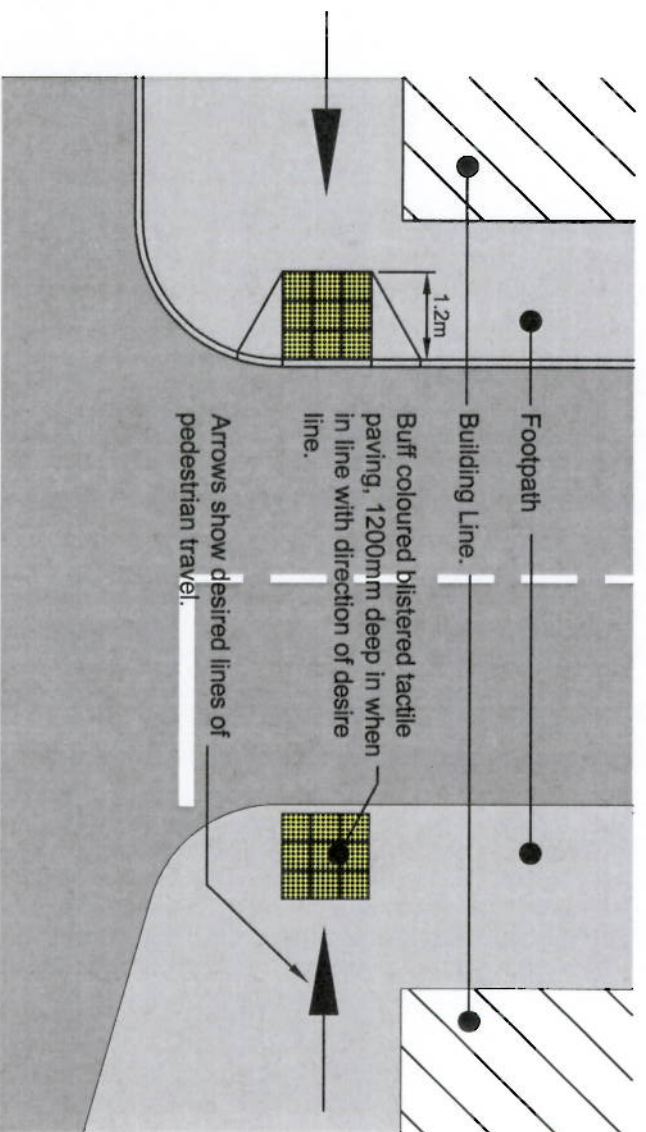 1.2m
Footpath
Building Line.
Buff coloured blistered tactile
paving, 1200mm deep in when
in line with direction of desire
line.
Arrows show desired lines of
pedestrian travel.